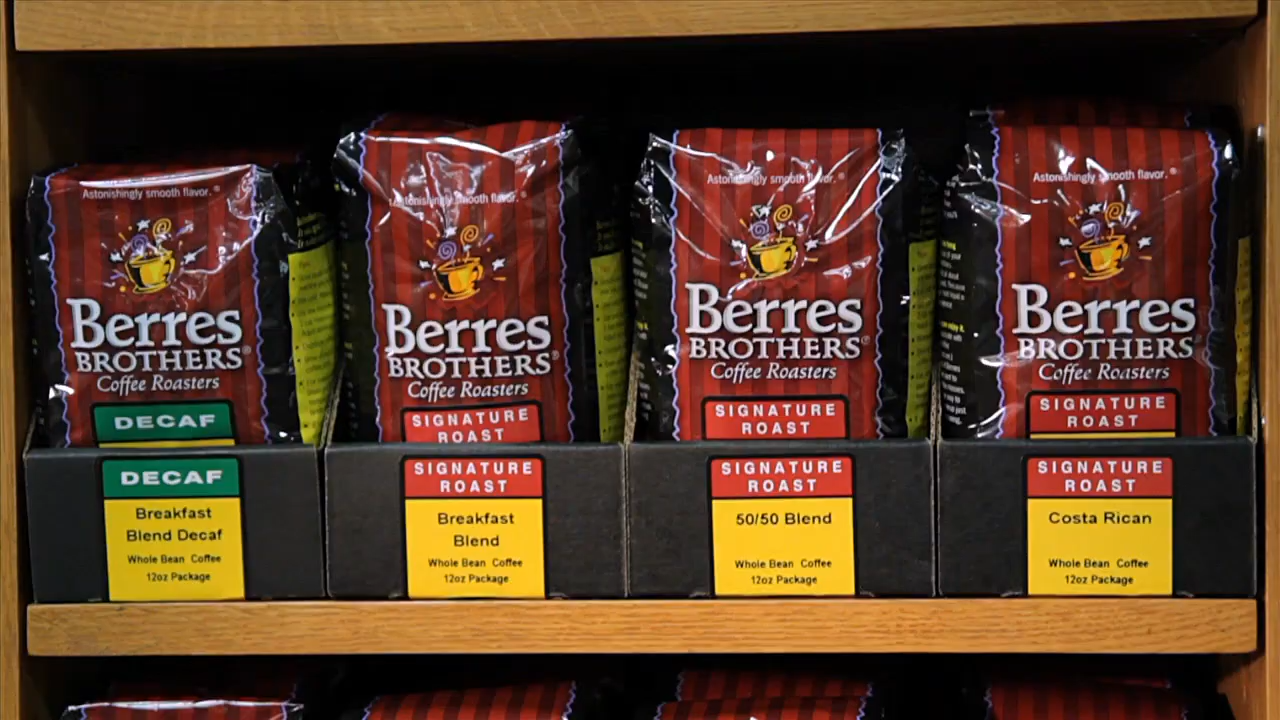 Astonishingly smooth flavor.®
Berres
BROTHERS®
Coffee Roasters
DECAF
DECAF
Breakfast
Blend Decaf
Whole Bean Coffee
12oz Package
Astonishingly smooth flavor.®
Berres
BROTHERS®
Coffee Roasters
SIGNATURE
ROAST
SIGNATURE
ROAST
Breakfast
Blend
Whole Bean Coffee
12oz Package
Astonishingly smooth flavor.®
Berres
BROTHERS®
Coffee Roasters
SIGNATURE
ROAST
SIGNATURE
ROAST
50/50 Blend
Whole Bean Coffee
12oz Package
Astonishingly smooth flavor.®
Berres
BROTHERS®
Coffee Roasters
SIGNATURE
ROAST
SIGNATURE
ROAST
Costa Rican
Whole Bean Coffee
12oz Package